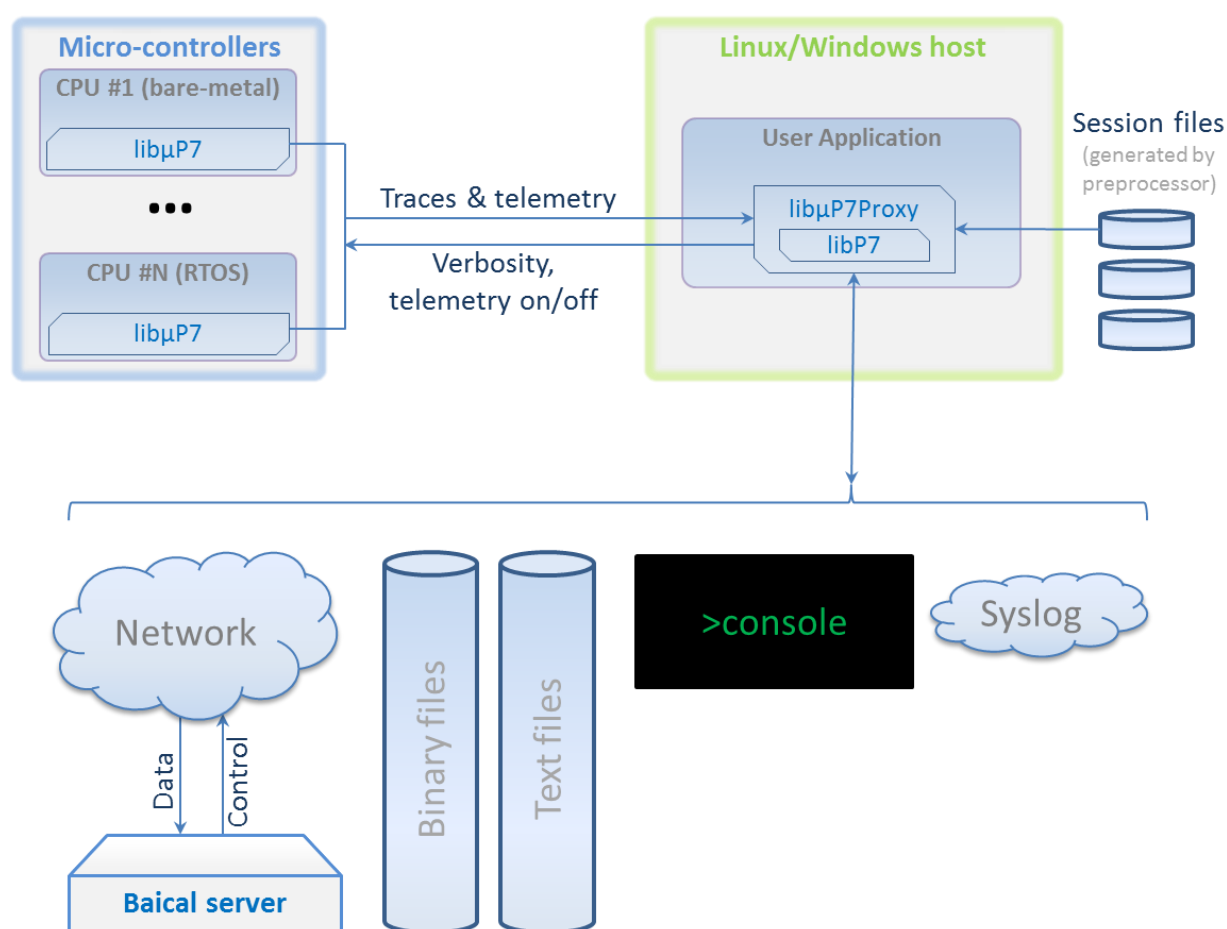 Micro-controllers
CPU #1 (bare-metal)
libµP7
...
CPU #N (RTOS)
libµP7
Traces & telemetry
Verbosity,
telemetry on/off
Linux/Windows host
User Application
libµP7Proxy
libP7
Session files
(generated by
preprocessor)
Network
Data
Control
Baical server
Binary files
Text files
>console
Syslog